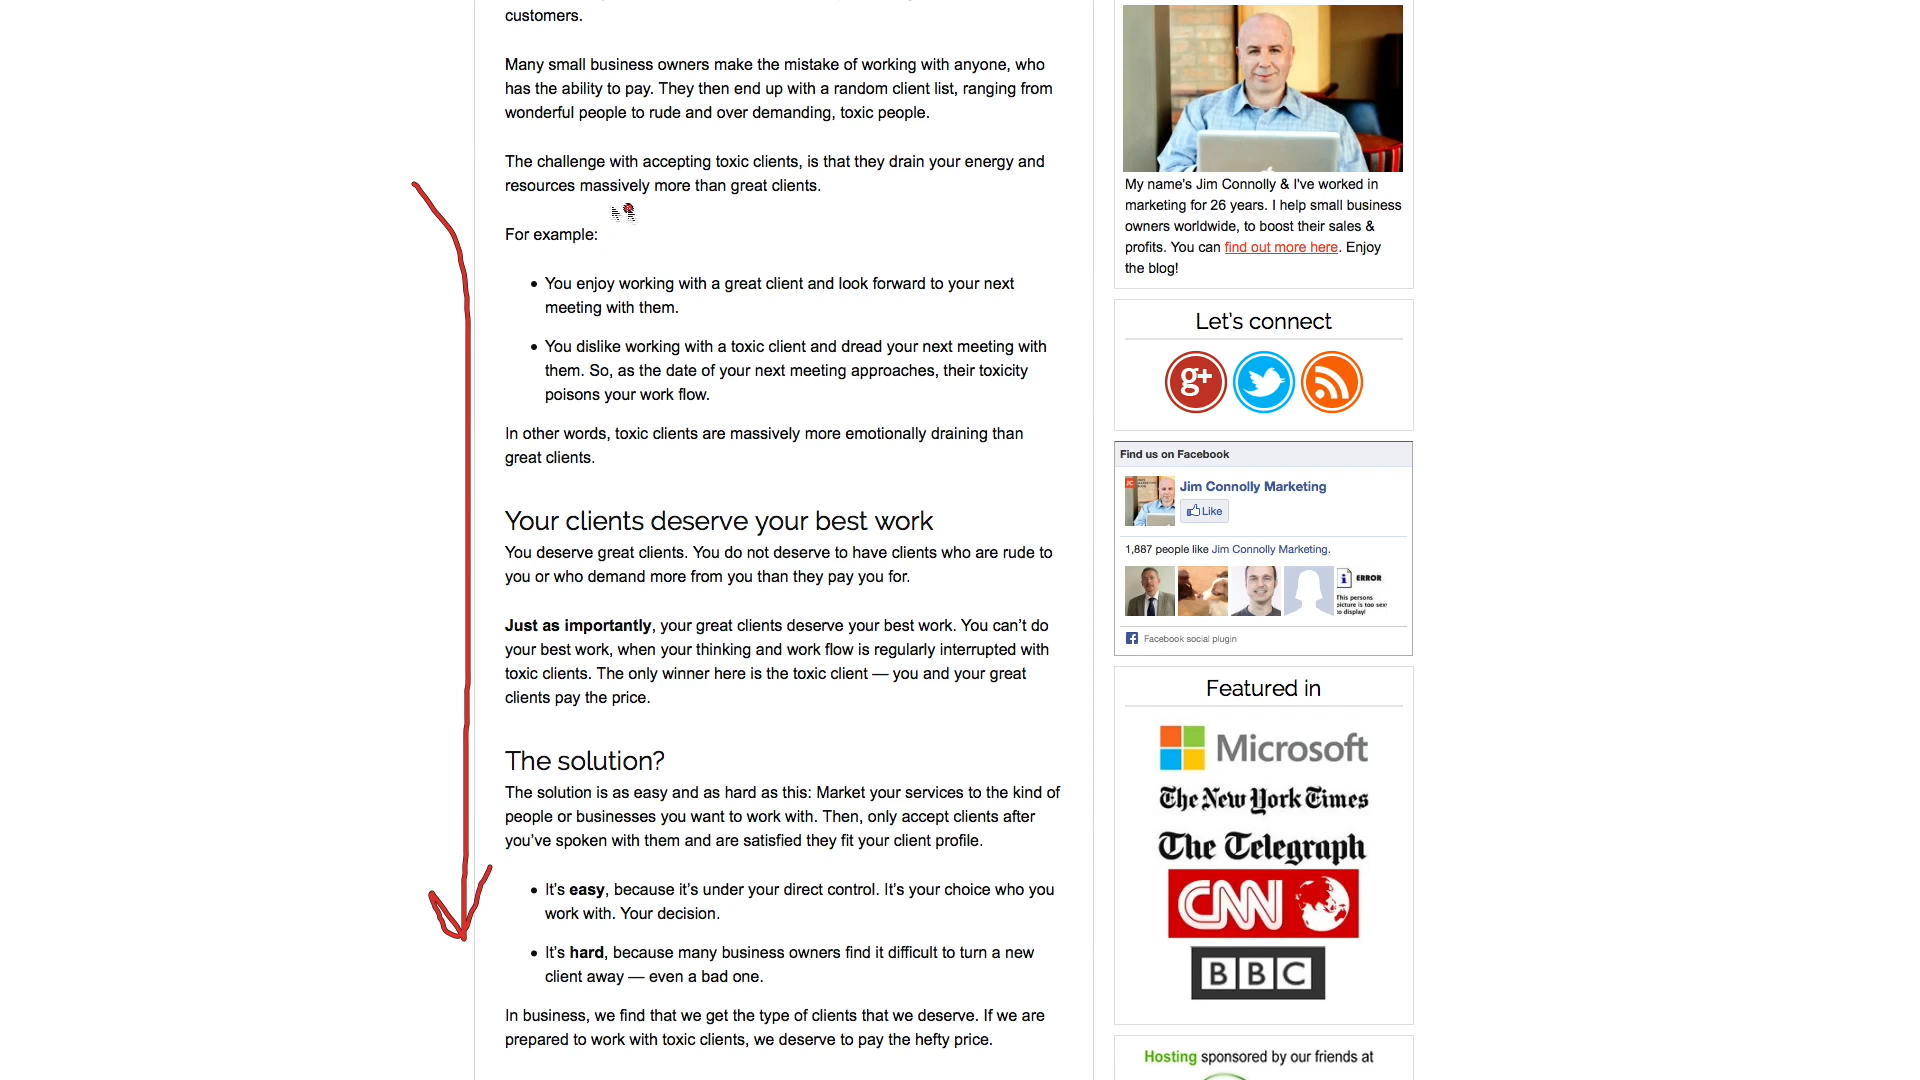 customers.
Many small business owners make the mistake of working with anyone, who
has the ability to pay. They then end up with a random client list, ranging from
wonderful people to rude and over demanding, toxic people.
The challenge with accepting toxic clients, is that they drain your energy and
resources massively more than great clients.
For example:
• You enjoy working with a great client and look forward to your next
meeting with them.
• You dislike working with a toxic client and dread your next meeting with
them. So, as the date of your next meeting approaches, their toxicity
poisons your work flow.
In other words, toxic clients are massively more emotionally draining than
great clients.
Your clients deserve your best work
You deserve great clients. You do not deserve to have clients who are rude to
you or who demand more from you than they pay you for.
Just as importantly, your great clients deserve your best work. You can’t do
your best work, when your thinking and work flow is regularly interrupted with
toxic clients. The only winner here is the toxic client — you and your great
clients pay the price.
The solution?
The solution is as easy and as hard as this: Market your services to the kind of
people or businesses you want to work with. Then, only accept clients after
you’ve spoken with them and are satisfied they fit your client profile.
• It’s easy, because it’s under your direct control. It’s your choice who you
work with. Your decision.
• It’s hard, because many business owners find it difficult to turn a new
client away — even a bad one.
In business, we find that we get the type of clients that we deserve. If we are
prepared to work with toxic clients, we deserve to pay the hefty price.
My name's Jim Connolly & I've worked in
marketing for 26 years. I help small business
owners worldwide, to boost their sales &
profits. You can find out more here. Enjoy
the blog!
Let's connect
g+
Find us on Facebook
Jim Connolly Marketing
Like
1,887 people like Jim Connolly Marketing.
ERROR
This persons
picture is too sexy
to display!
Facebook social plugin
Featured in
Microsoft
The New York Times
The Telegraph
CNN
BBC
Hosting sponsored by our friends at